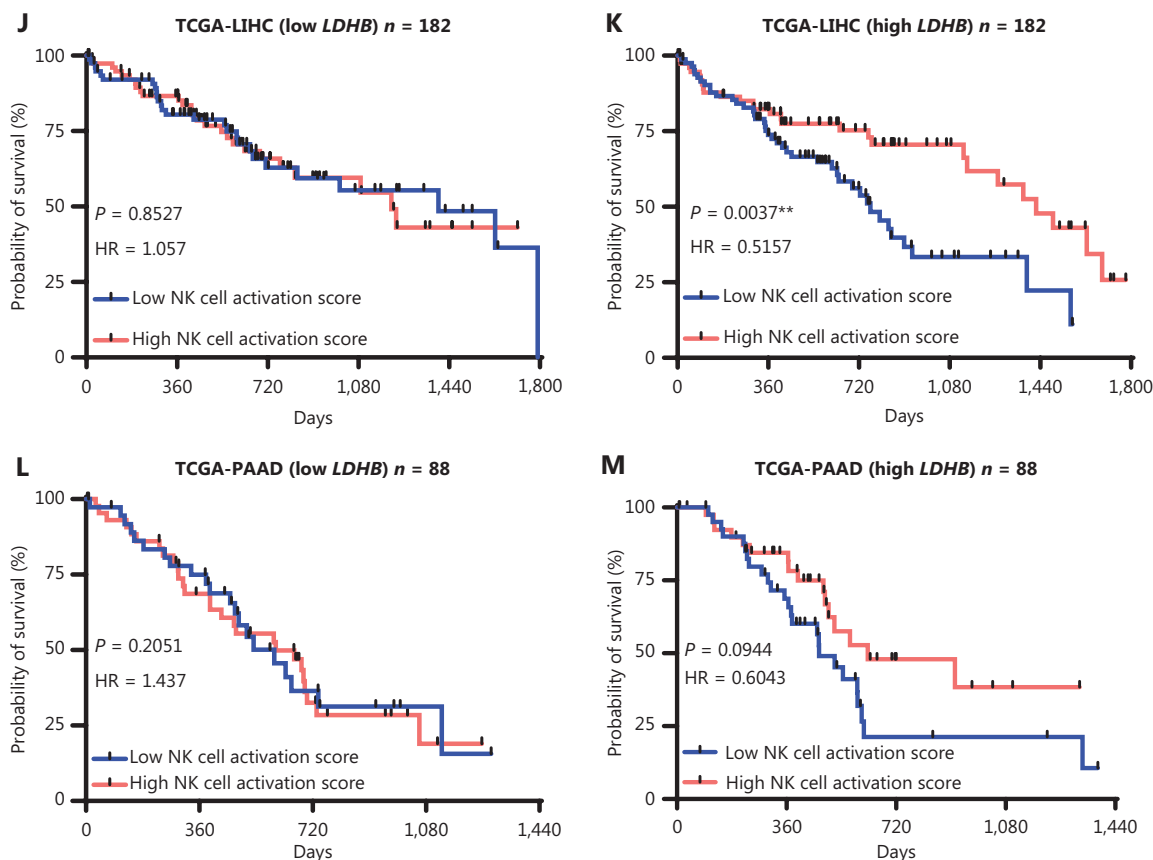 J
TCGA-LIHC (low LDHB) n = 182
100
75
50
25
0
Probability of survival (%)
P = 0.8527
HR = 1.057
Low NK cell activation score
High NK cell activation score
0 360 720 1,080 1,440 1,800
Days
K
TCGA-LIHC (high LDHB) n = 182
100
75
50
25
0
Probability of survival (%)
P = 0.0037**
HR = 0.5157
Low NK cell activation score
High NK cell activation score
0 360 720 1,080 1,440 1,800
Days
L
TCGA-PAAD (low LDHB) n = 88
100
75
50
25
0
Probability of survival (%)
P = 0.2051
HR = 1.437
Low NK cell activation score
High NK cell activation score
0 360 720 1,080 1,440
Days
M
TCGA-PAAD (high LDHB) n = 88
100
75
50
25
0
Probability of survival (%)
P = 0.0944
HR = 0.6043
Low NK cell activation score
High NK cell activation score
0 360 720 1,080 1,440
Days